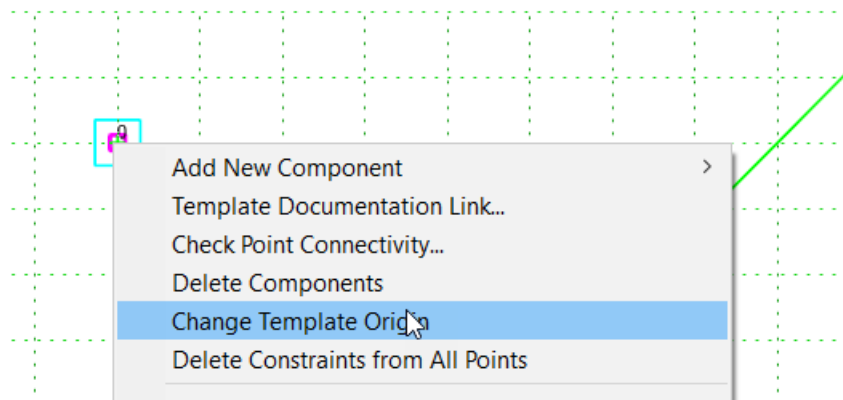 Add New Component
Template Documentation Link...
Check Point Connectivity...
Delete Components
Change Template Origin
Delete Constraints from All Points